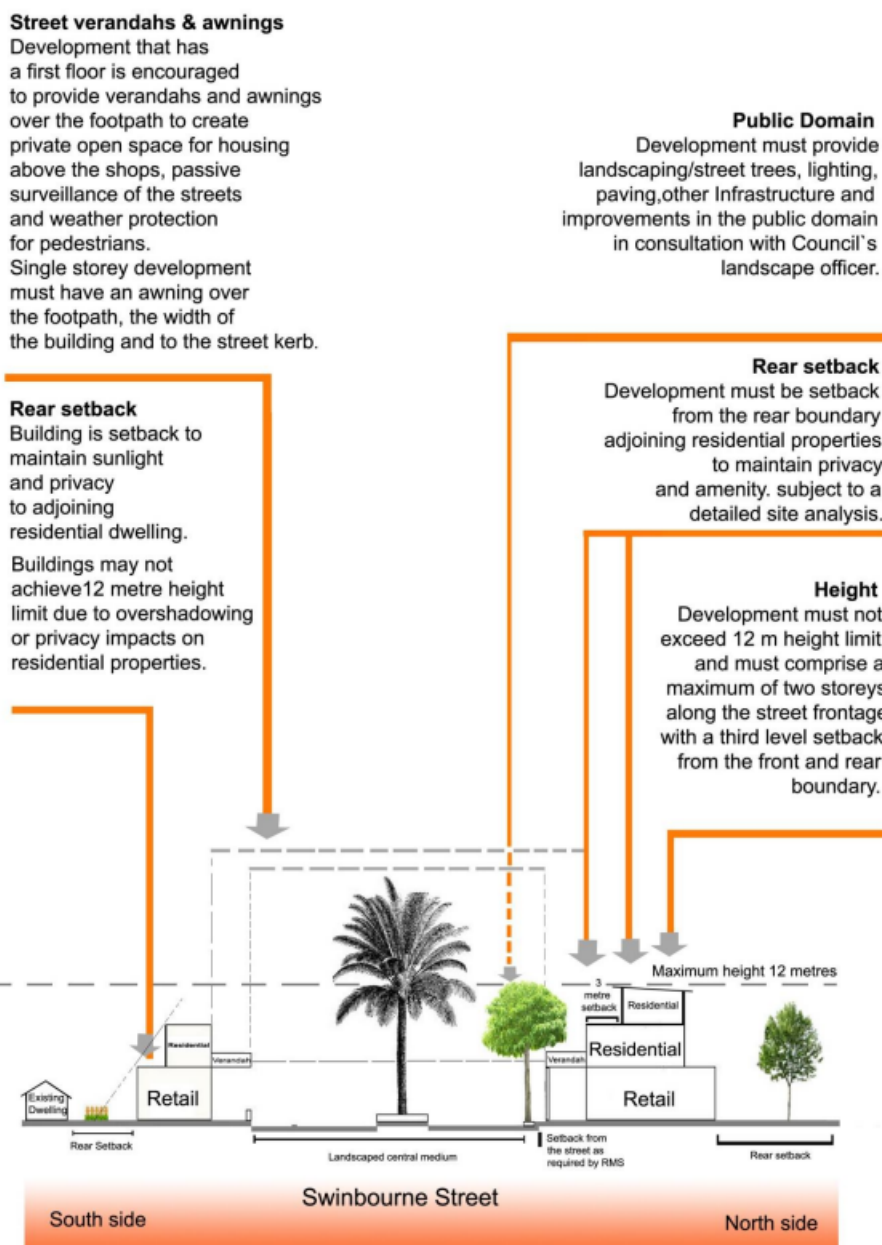 Street verandahs & awnings
Development that has
a first floor is encouraged
to provide verandahs and awnings
over the footpath to create
private open space for housing
above the shops, passive
surveillance of the streets
and weather protection
for pedestrians.
Single storey development
must have an awning over
the footpath, the width of
the building and to the street kerb.
Public Domain
Development must provide
landscaping/street trees, lighting,
paving,other Infrastructure and
improvements in the public domain
in consultation with Council`s
landscape officer.
Rear setback
Building is setback to
maintain sunlight
and privacy
to adjoining
residential dwelling.
Buildings may not
achieve12 metre height
limit due to overshadowing
or privacy impacts on
residential properties.
Rear setback
Development must be setback
from the rear boundary
adjoining residential properties
to maintain privacy
and amenity. subject to a
detailed site analysis.
Height
Development must not
exceed 12 m height limit
and must comprise a
maximum of two storeys
along the street frontage
with a third level setback
from the front and rear
boundary.
Maximum height 12 metres
3
metre
setback
Residential
Residential
Verandah
Verandah
Residential
Existing
Dwelling
Retail
Retail
Rear Setback
Landscaped central medium
Setback from
the street as
required by RMS
Rear setback
Swinbourne Street
South side
North side